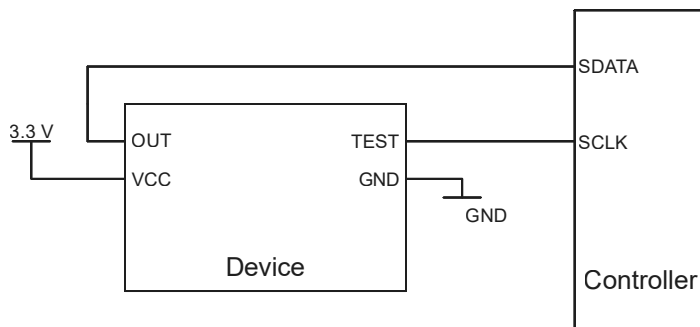 SDATA
3.3 V
OUT
TEST
SCLK
VCC
GND
GND
Device
Controller